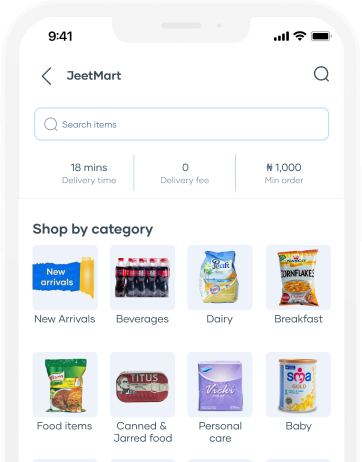 9:41
JeetMart
Search items
18 mins
0
₦ 1,000
Delivery time
Delivery fee
Min order
Shop by category
New
arrivals
Peak
NASCO
CORNFLAKES
New Arrivals
Beverages
Dairy
Breakfast
Knorr
TITUS
Vicki
sma
GOLD
Food items
Canned &
Jarred food
Personal
care
Baby